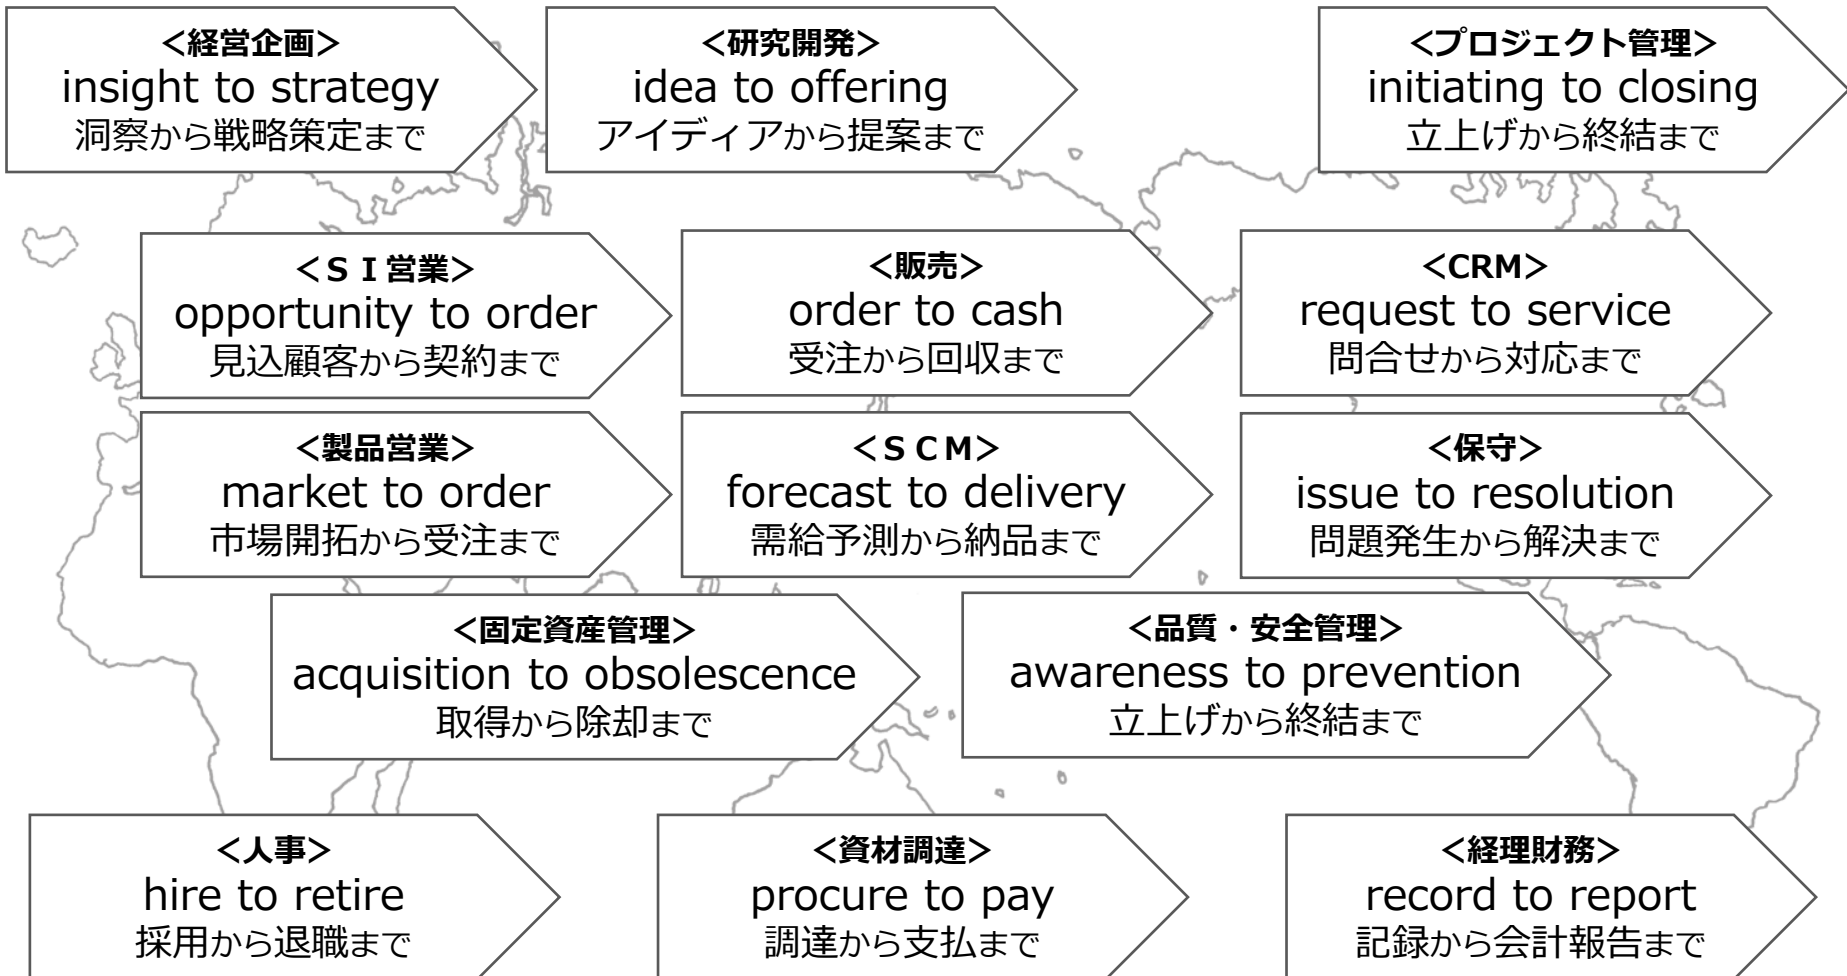 <経営企画>
insight to strategy
洞察から戦略策定まで
<研究開発>
idea to offering
アイディアから提案まで
<プロジェクト管理>
initiating to closing
立上げから終結まで
<ＳＩ営業>
opportunity to order
見込顧客から契約まで
<販売>
order to cash
受注から回収まで
<CRM>
request to service
問合せから対応まで
<製品営業>
market to order
市場開拓から受注まで
<ＳＣＭ>
forecast to delivery
需給予測から納品まで
<保守>
issue to resolution
問題発生から解決まで
<固定資産管理>
acquisition to obsolescence
取得から除却まで
<品質・安全管理>
awareness to prevention
立上げから終結まで
<人事>
hire to retire
採用から退職まで
<資材調達>
procure to pay
調達から支払まで
<経理財務>
record to report
記録から会計報告まで